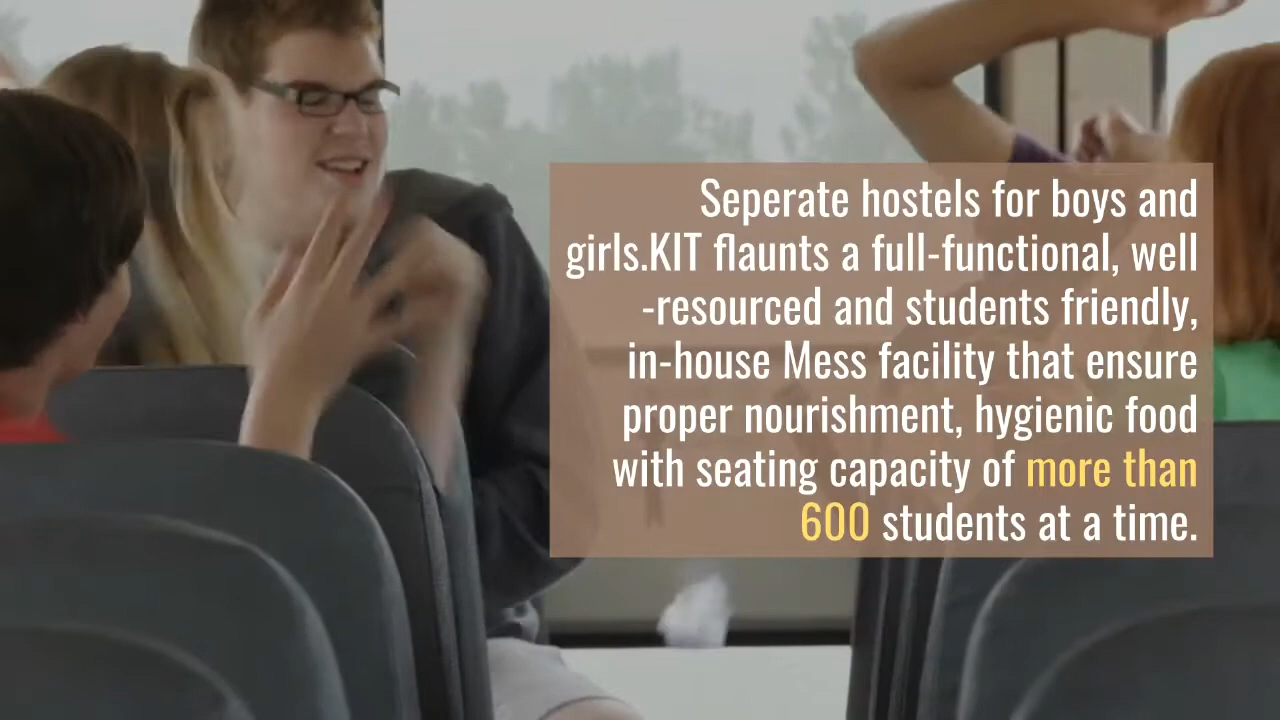 Seperate hostels for boys and
girls.KIT flaunts a full-functional, well
-resourced and students friendly,
in-house Mess facility that ensure
proper nourishment, hygienic food
with seating capacity of more than
600 students at a time.